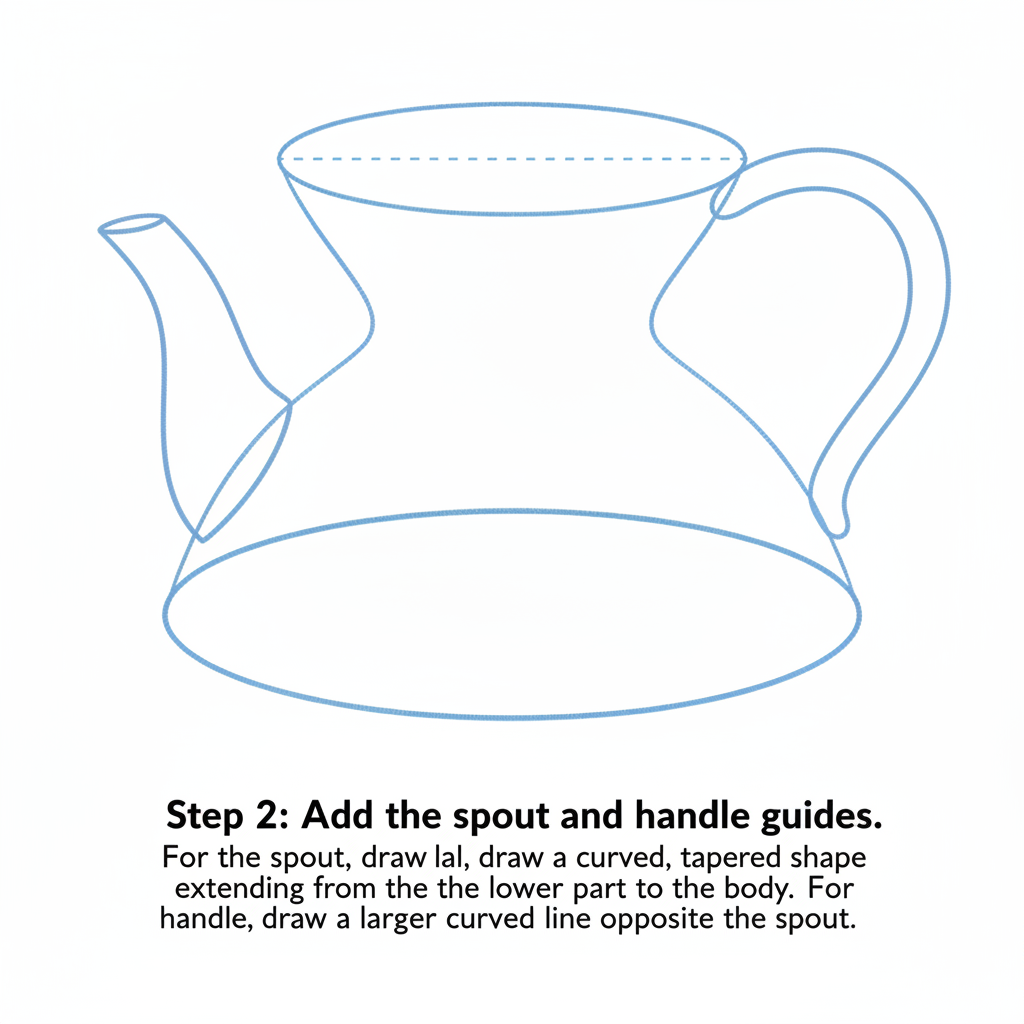 Step 2: Add the spout and handle guides.
For the spout, draw lal, draw a curved, tapered shape
extending from the the lower part to the body. For
handle, draw a larger curved line opposite the spout.